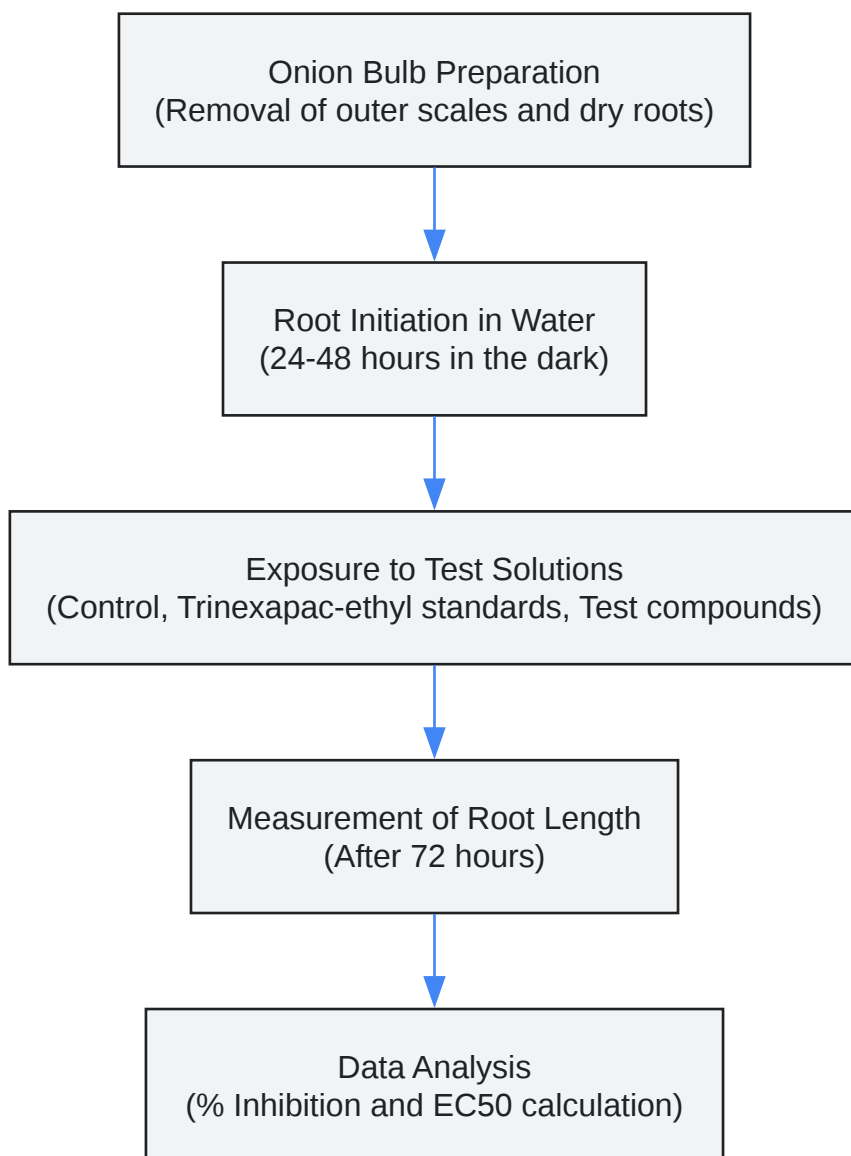 Onion Bulb Preparation
(Removal of outer scales and dry roots)
Root Initiation in Water
(24-48 hours in the dark)
Exposure to Test Solutions
(Control, Trinexapac-ethyl standards, Test compounds)
Measurement of Root Length
(After 72 hours)
Data Analysis
(% Inhibition and EC50 calculation)